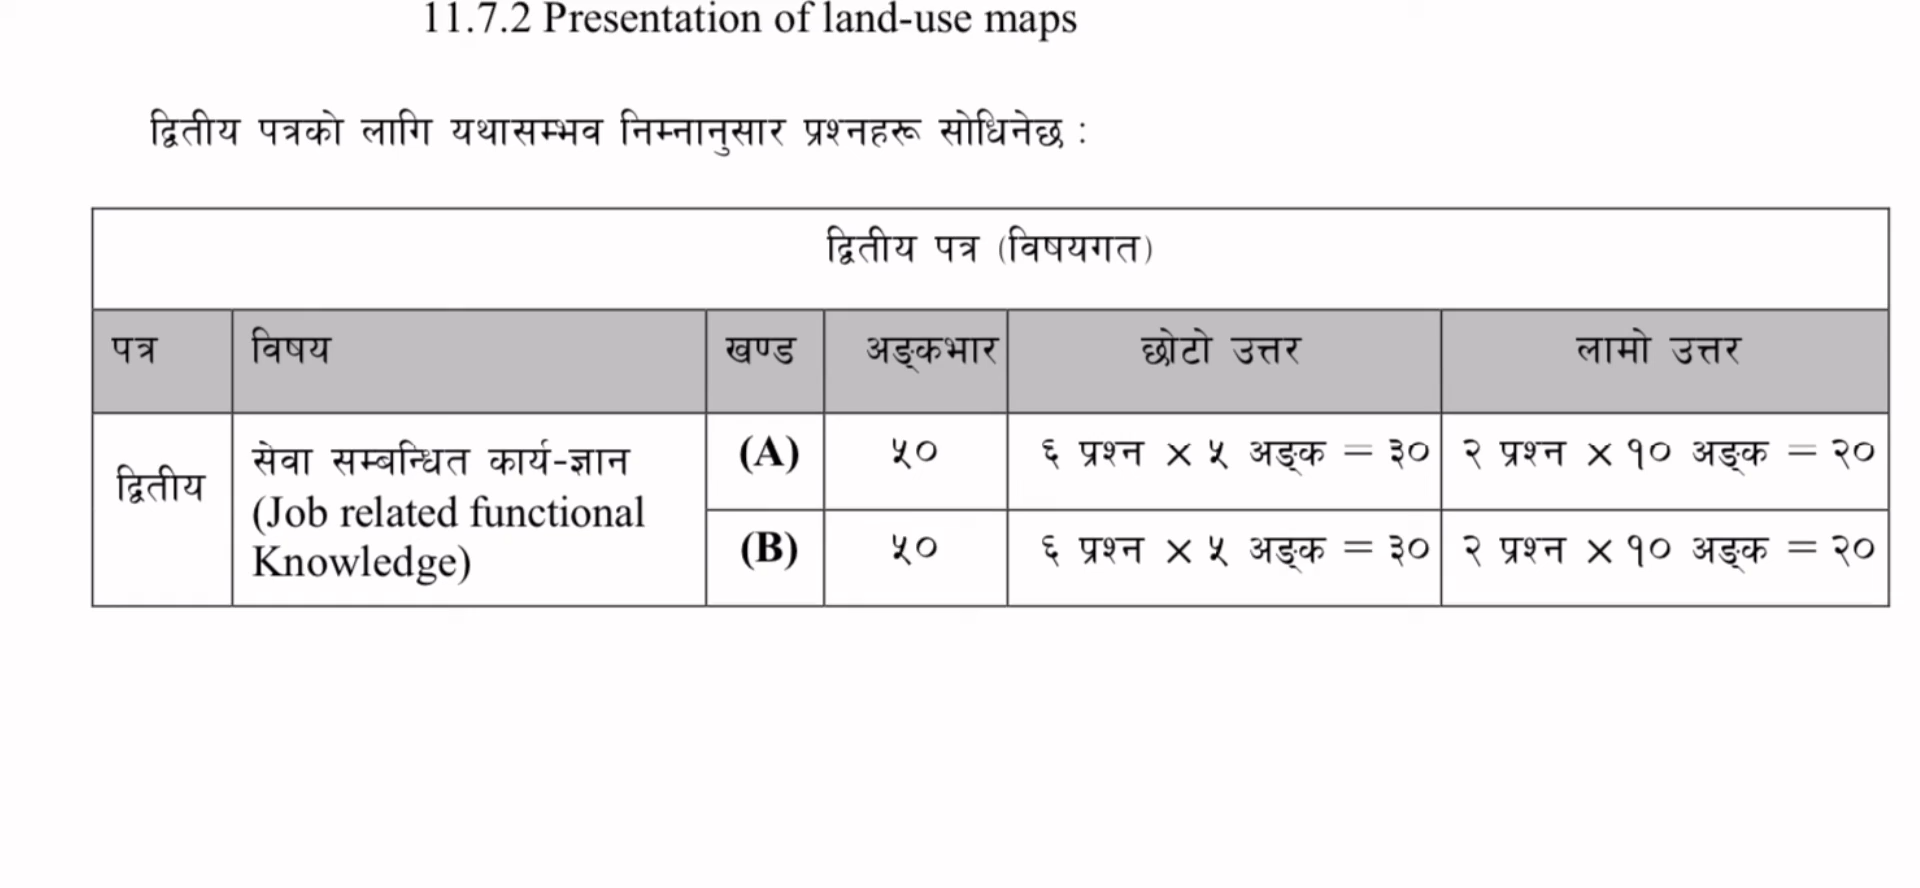 11.7.2 Presentation of land-use maps
द्वितीय पत्रको लागि यथासम्भव निम्नानुसार प्रश्नहरू सोधिनेछ :
द्वितीय पत्र (विषयगत)
पत्र विषय खण्ड अङ्कभार छोटो उत्तर लामो उत्तर
द्वितीय
सेवा सम्बन्धित कार्य-ज्ञान
(Job related functional
Knowledge)
(A) ५० ६ प्रश्न × ५ अङ्क = ३० २ प्रश्न × १० अङ्क = २०
(B) ५० ६ प्रश्न × ५ अङ्क = ३० २ प्रश्न × १० अङ्क = २०